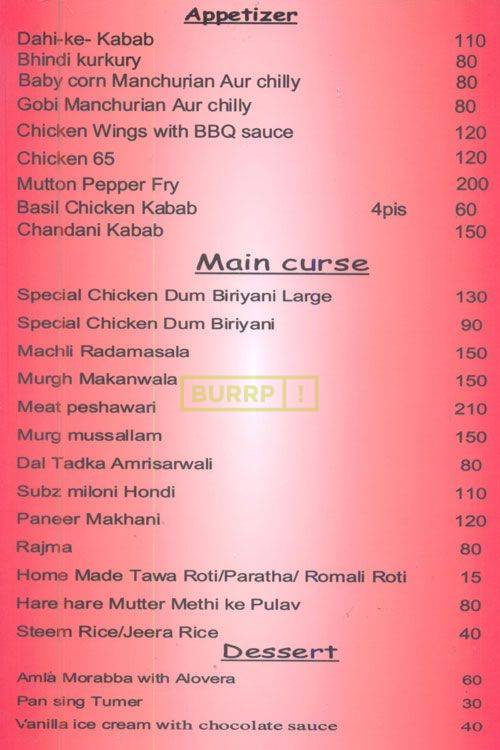 Appetizer
Dahi-ke- Kabab 110
Bhindi kurkury 80
Baby corn Manchurian Aur chilly 80
Gobi Manchurian Aur chilly 80
Chicken Wings with BBQ sauce 120
Chicken 65 120
Mutton Pepper Fry 200
Basil Chicken Kabab 4pis 60
Chandani Kabab 150
Main curse
Special Chicken Dum Biriyani Large 130
Special Chicken Dum Biriyani 90
Machli Radamasala 150
Murgh Makanwala 150
BURRP !
Meat peshawari 210
Murg mussallam 150
Dal Tadka Amrisarwali 80
Subz miloni Hondi 110
Paneer Makhani 120
Rajma 80
Home Made Tawa Roti/Paratha/ Romali Roti 15
Hare hare Mutter Methi ke Pulav 80
Steem Rice/Jeera Rice 40
Dessert
Amla Morabba with Alovera 60
Pan sing Tumer 30
Vanilla ice cream with chocolate sauce 40